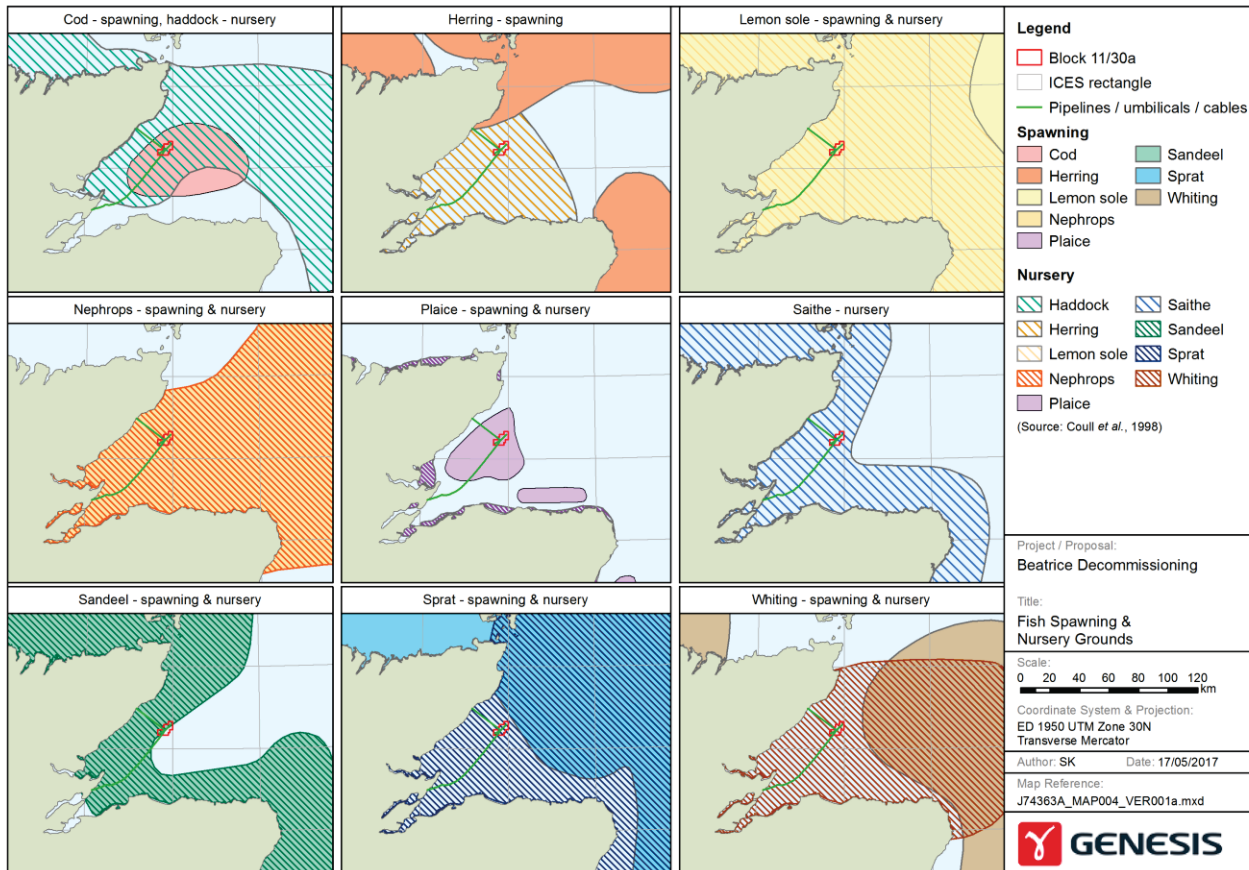 Cod - spawning, haddock - nursery
Herring - spawning
Lemon sole - spawning & nursery
Nephrops - spawning & nursery
Plaice - spawning & nursery
Saithe - nursery
Sandeel - spawning & nursery
Sprat - spawning & nursery
Whiting - spawning & nursery
Legend
Block 11/30a
ICES rectangle
Pipelines / umbilicals / cables
Spawning
Cod
Herring
Lemon sole
Nephrops
Plaice
Sandeel
Sprat
Whiting
Nursery
Haddock
Herring
Lemon sole
Nephrops
Plaice
Saithe
Sandeel
Sprat
Whiting
(Source: Coull et al., 1998)
Project / Proposal:
Beatrice Decommissioning
Title:
Fish Spawning &
Nursery Grounds
Scale:
0 20 40 60 80 100 120
km
Coordinate System & Projection:
ED 1950 UTM Zone 30N
Transverse Mercator
Author: SK Date: 17/05/2017
Map Reference:
J74363A_MAP004_VER001a.mxd
GENESIS